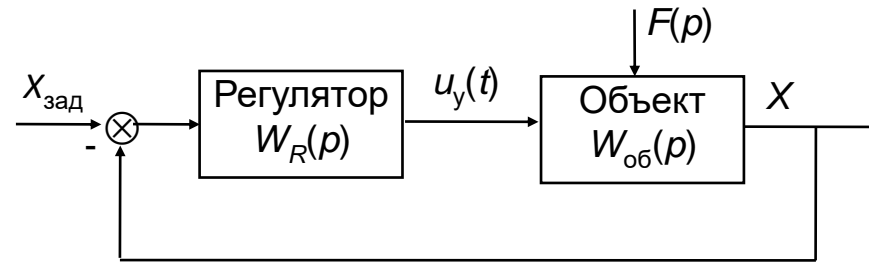 F(p)
xзад
Регулятор
WR(p)
uу(t)
Объект
Wоб(p)
X
-